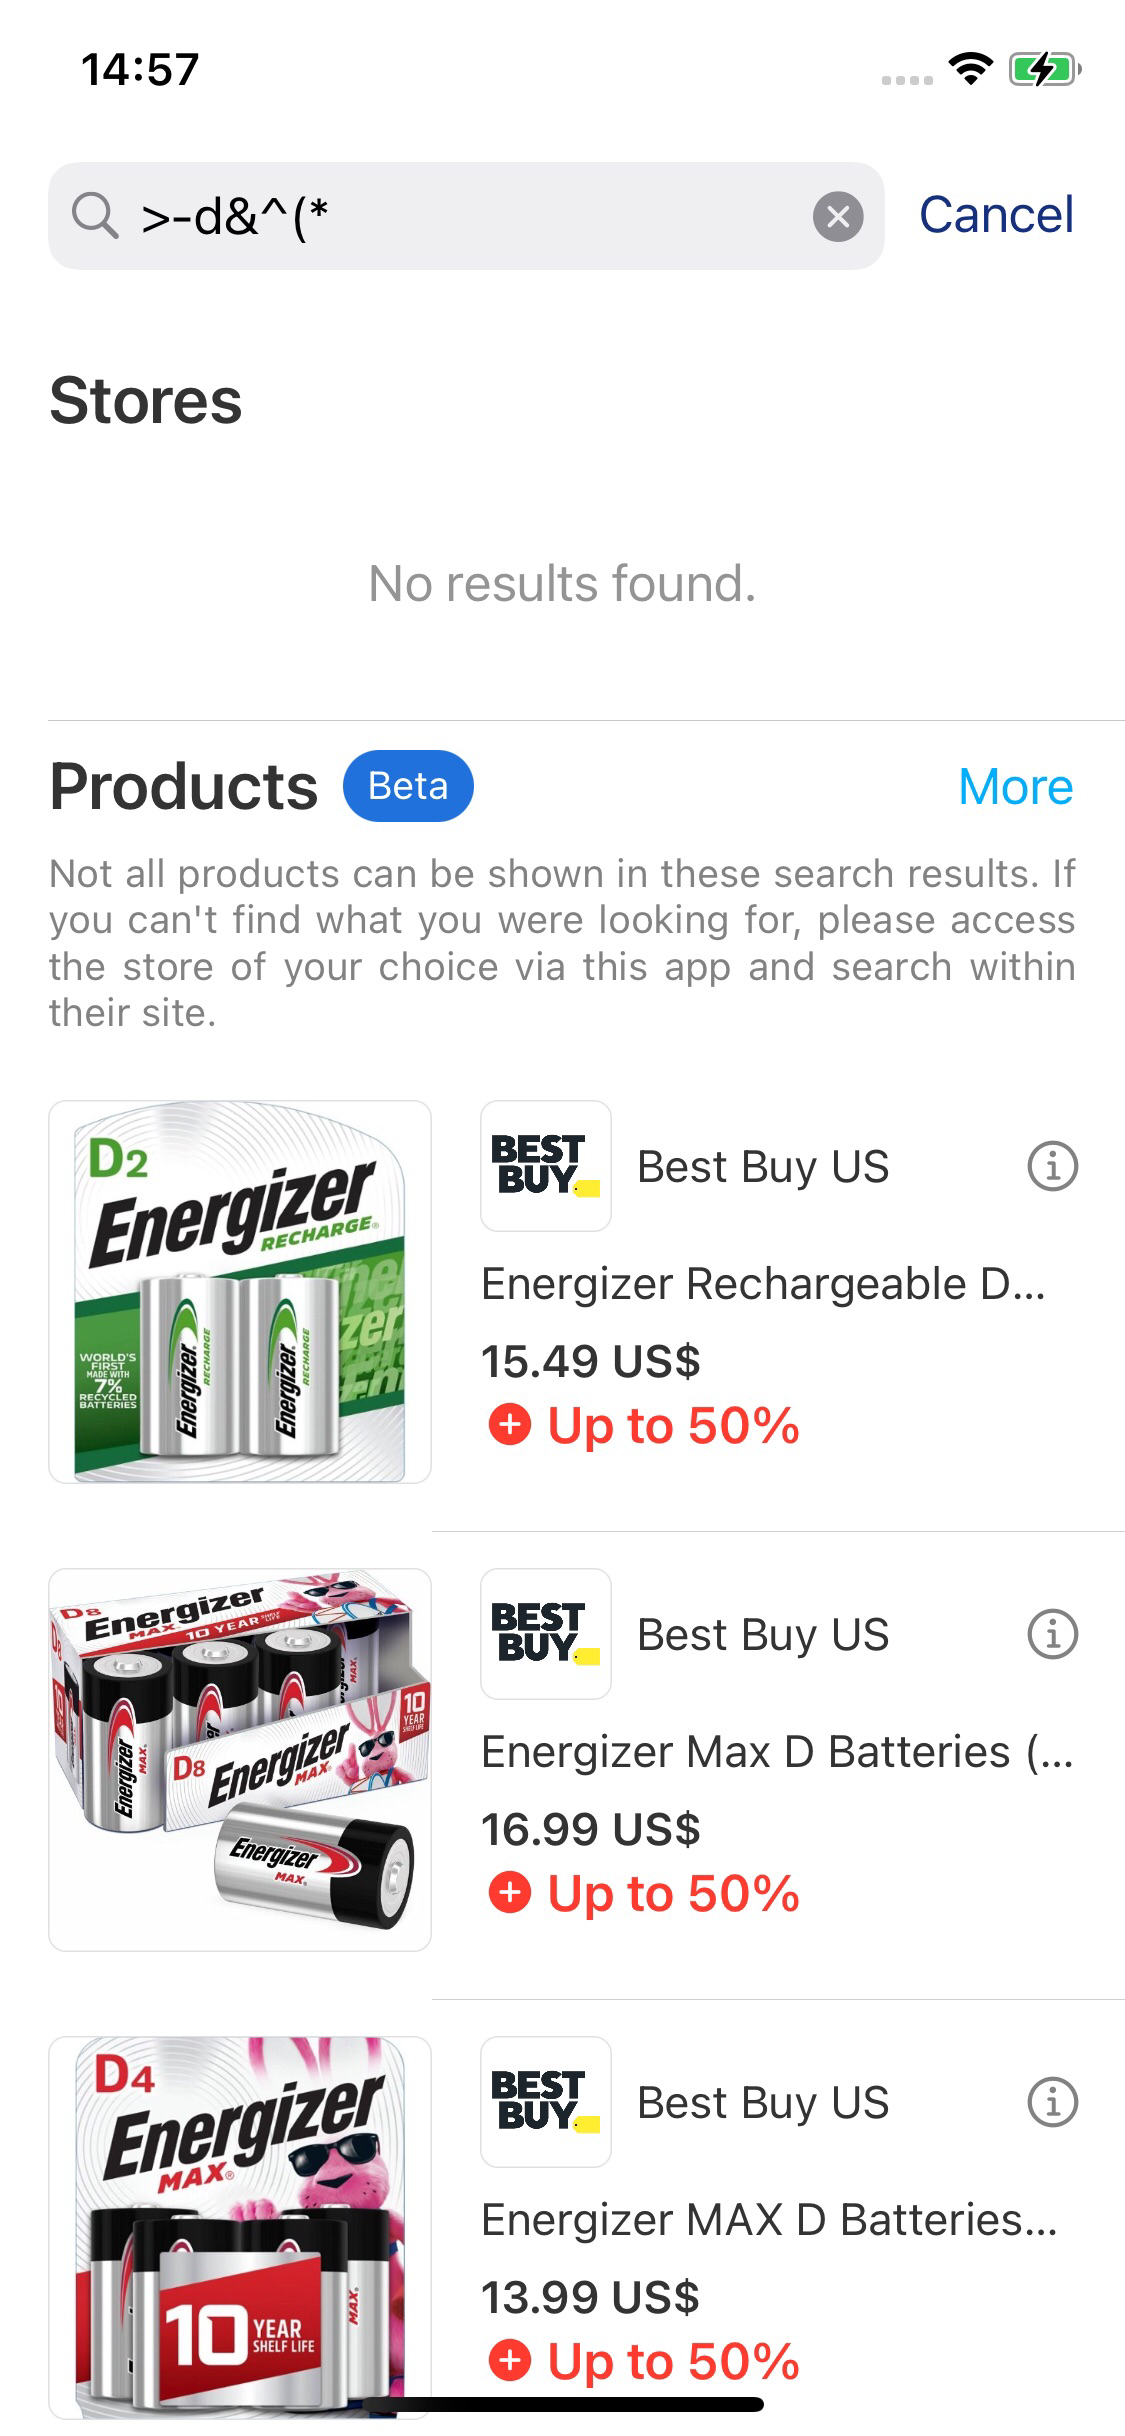 14:57
>-d&^(*
Cancel
Stores
No results found.
Products
Beta
More
Not all products can be shown in these search results. If
you can't find what you were looking for, please access
the store of your choice via this app and search within
their site.
D2
Energizer
RECHARGE
WORLD'S
FIRST
MADE WITH
7%
RECYCLED
BATTERIES
Energizer
RECHARGE
Energizer
RECHARGE
BEST
BUY
Best Buy US
Energizer Rechargeable D...
15.49 US$
Up to 50%
D8
Energizer
MAX
10 YEAR SHELF LIFE
D8
Energizer
MAX
10
YEAR
SHELF LIFE
D8
Energizer
MAX
Energizer
MAX
BEST
BUY
Best Buy US
Energizer Max D Batteries (...
16.99 US$
Up to 50%
D4
Energizer
MAX
10 YEAR
SHELF LIFE
MAX
BEST
BUY
Best Buy US
Energizer MAX D Batteries...
13.99 US$
Up to 50%